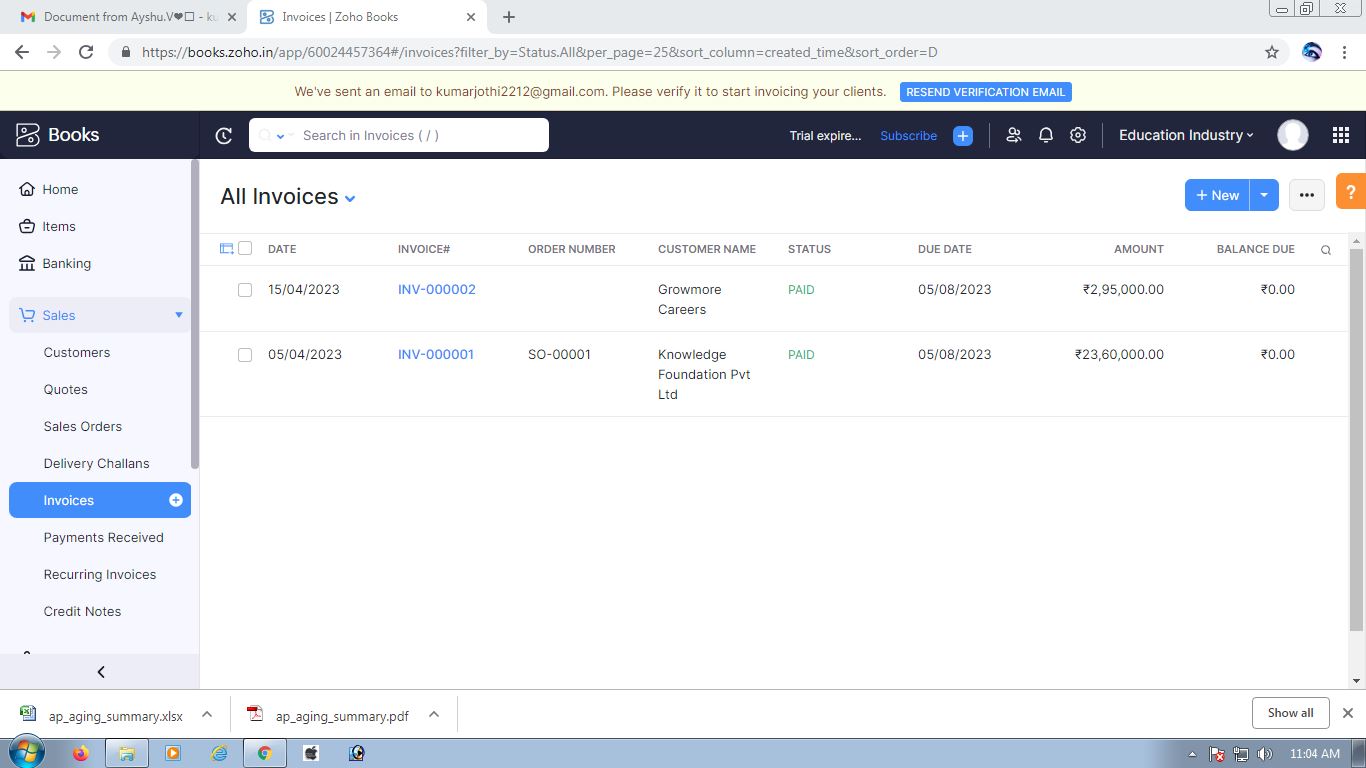 Document from Ayshu.V❤ - ku
Invoices | Zoho Books
https://books.zoho.in/app/60024457364#/invoices?filter_by=Status.All&per_page=25&sort_column=created_time&sort_order=D
We've sent an email to kumarjothi2212@gmail.com. Please verify it to start invoicing your clients. RESEND VERIFICATION EMAIL
Books
Search in Invoices ( / )
Trial expire... Subscribe
Education Industry
Home
Items
Banking
Sales
Customers
Quotes
Sales Orders
Delivery Challans
Invoices
Payments Received
Recurring Invoices
Credit Notes
All Invoices
+ New
?
DATE INVOICE# ORDER NUMBER CUSTOMER NAME STATUS DUE DATE AMOUNT BALANCE DUE
15/04/2023 INV-000002 Growmore PAID 05/08/2023 ₹2,95,000.00 ₹0.00
Careers
05/04/2023 INV-000001 SO-00001 Knowledge PAID 05/08/2023 ₹23,60,000.00 ₹0.00
Foundation Pvt
Ltd
ap_aging_summary.xlsx
ap_aging_summary.pdf
Show all
11:04 AM